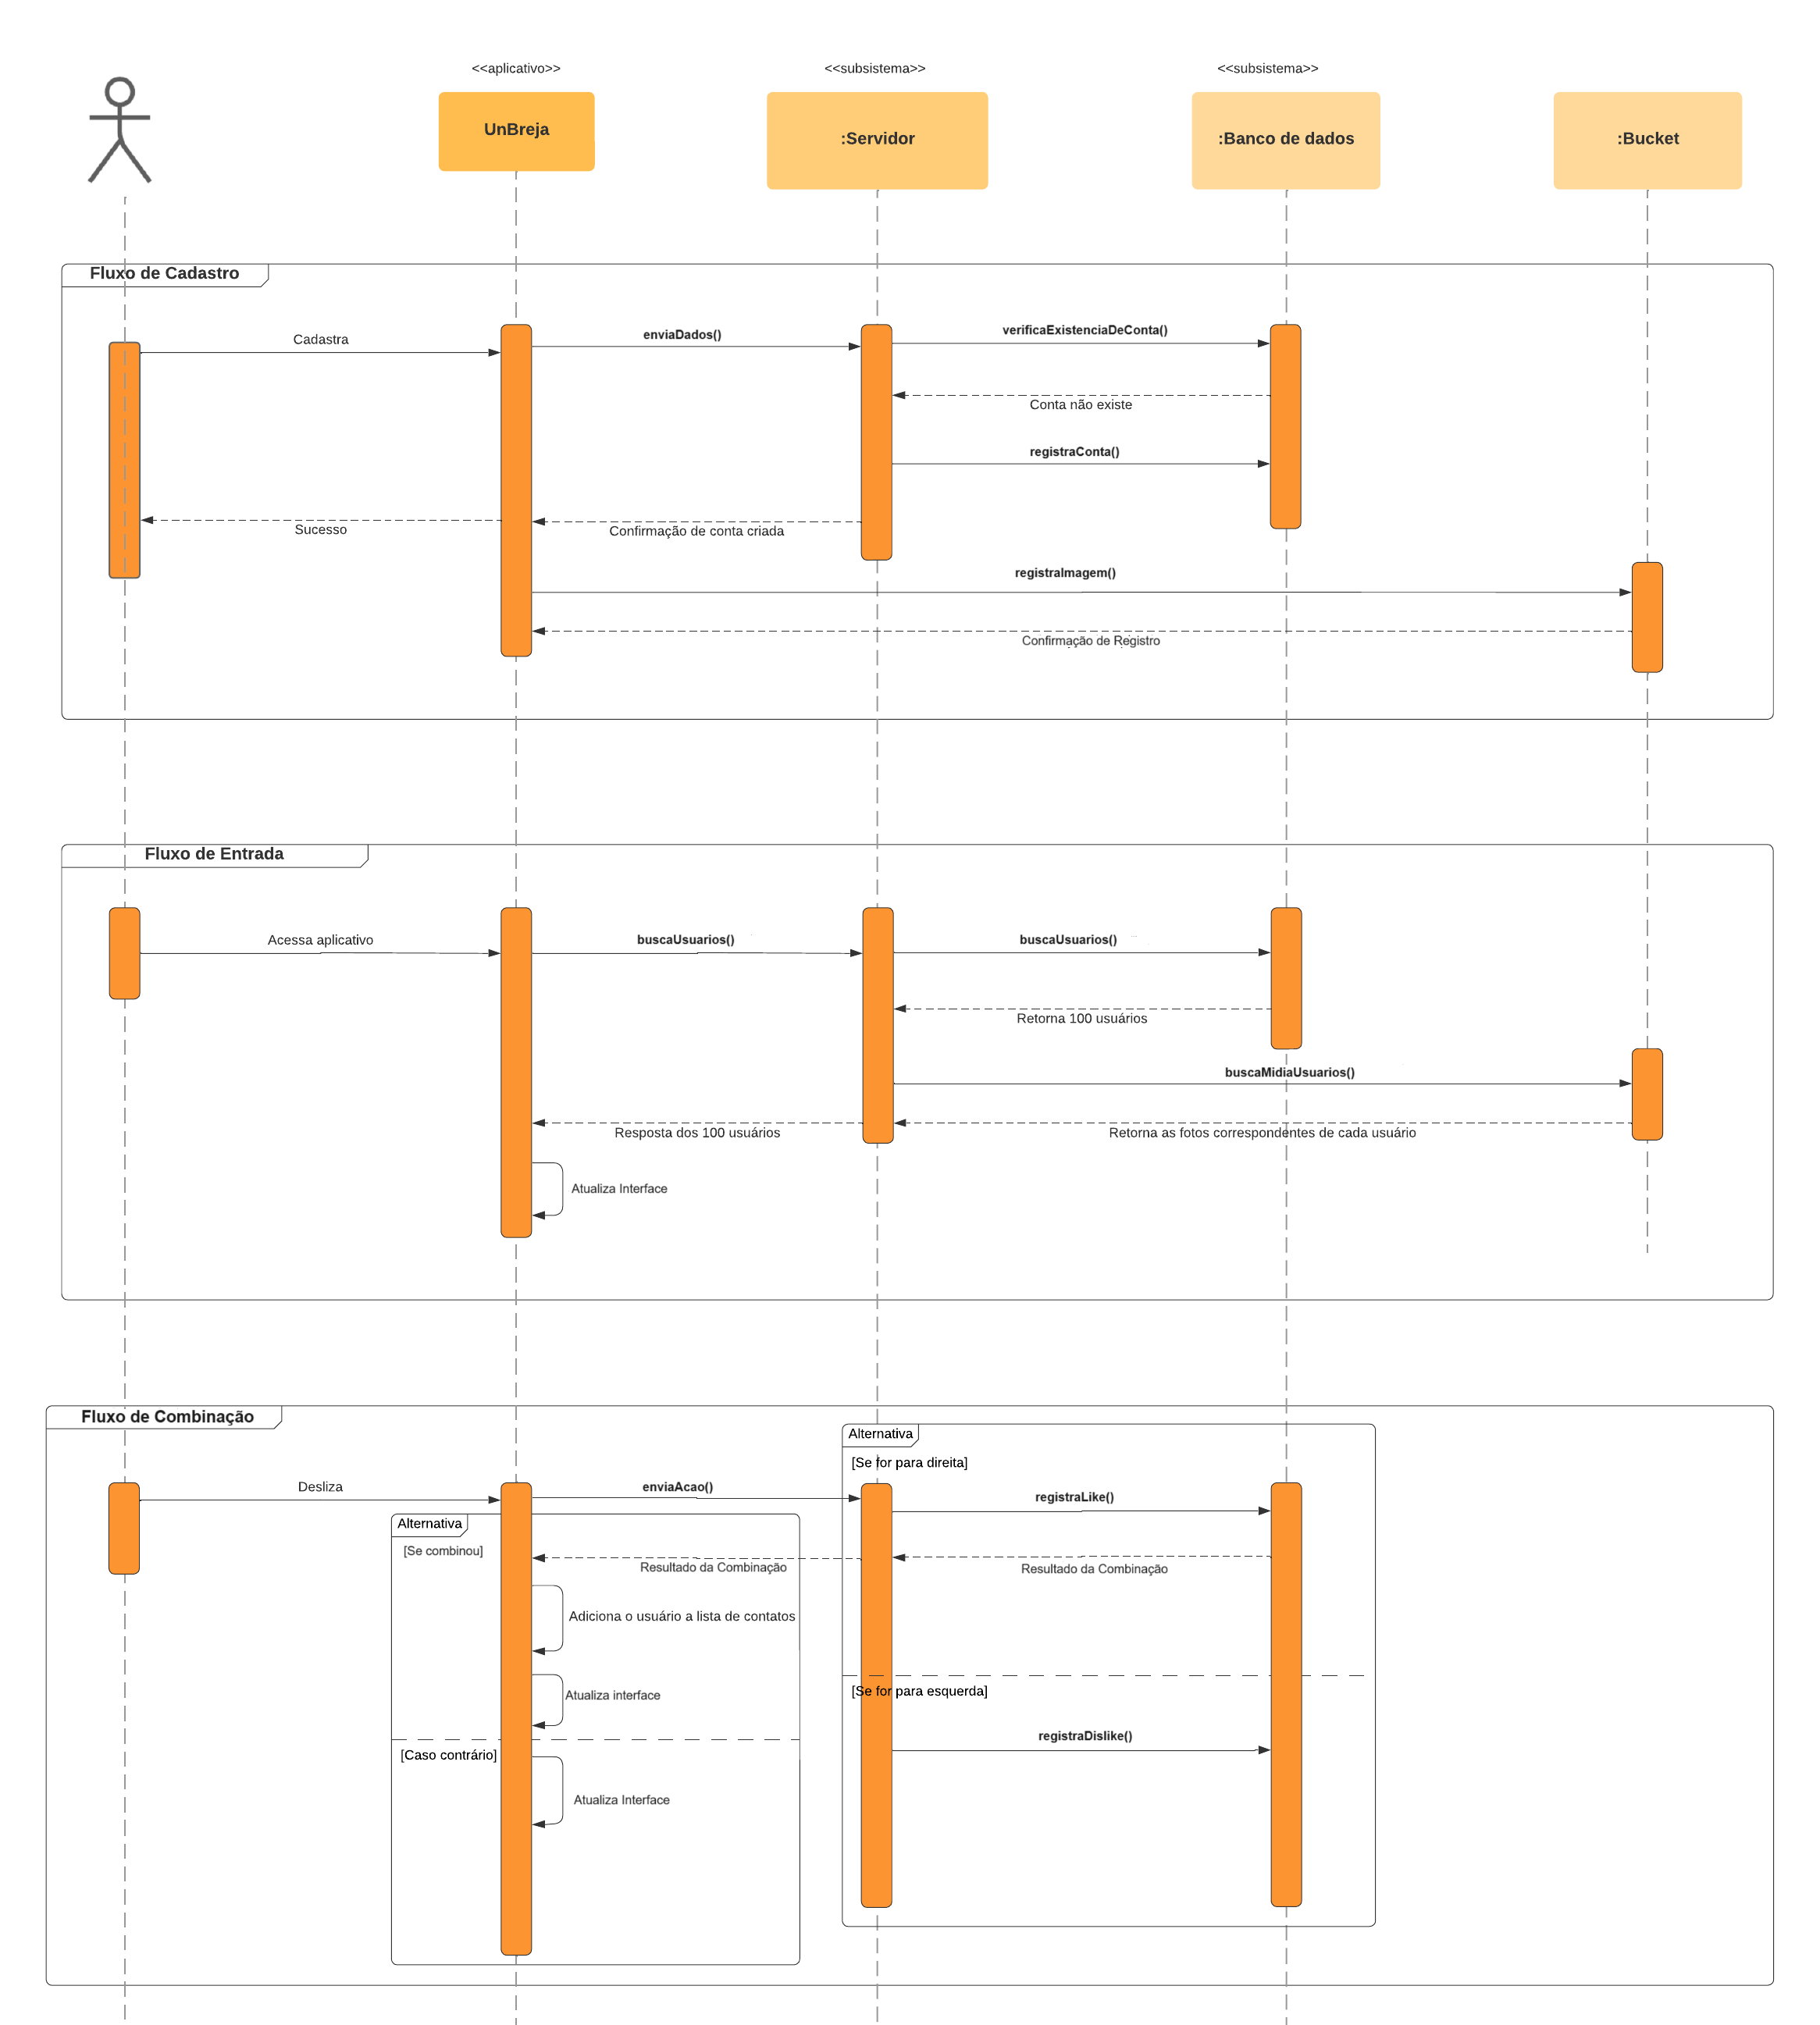 <<aplicativo>>
<<subsistema>>
<<subsistema>>
UnBreja
:Servidor
:Banco de dados
:Bucket
Fluxo de Cadastro
Cadastra
enviaDados()
verificaExistenciaDeConta()
Conta não existe
registraConta()
Sucesso
Confirmação de conta criada
registraImagem()
Confirmação de Registro
Fluxo de Entrada
Acessa aplicativo
buscaUsuarios()
buscaUsuarios()
Retorna 100 usuários
buscaMidiaUsuarios()
Resposta dos 100 usuários
Retorna as fotos correspondentes de cada usuário
Atualiza Interface
Fluxo de Combinação
Alternativa
[Se for para direita]
Desliza
enviaAcao()
registraLike()
Alternativa
[Se combinou]
Resultado da Combinação
Resultado da Combinação
Adiciona o usuário a lista de contatos
Atualiza interface
[Se for para esquerda]
registraDislike()
[Caso contrário]
Atualiza Interface